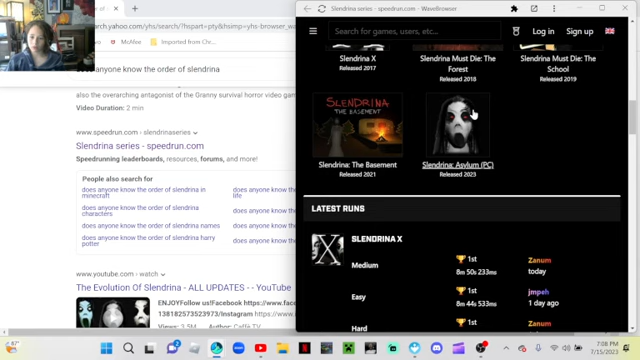 Slendrina series - speedrun.com - WaveBrowser
search.yahoo.com/yhs/search/?hspart=pty&hsimp=yhs-browser_wa
McAfee
Imported from Chr...
anyone know the order of slendrina
also the overarching antagonist of the Granny survival horror video gam
Video Duration: 2 min
www.speedrun.com › slendrinaseries
Slendrina series - speedrun.com
Speedrunning leaderboards, resources, forums, and more!
People also search for
does anyone know the order of slendrina in minecraft
does anyone know the order of slendrina characters
does anyone know the order of slendrina names
does anyone know the order of slendrina harry potter
www.youtube.com › watch
The Evolution Of Slendrina - ALL UPDATES - YouTube
ENJOYFollow us!Facebook https://www.face
138182572523973/Instagram https://www.
Views: 3.5M
Author: Caffé TV
Search for games, users, etc...
Log in
Sign up
Slendrina X
Released 2017
Slendrina Must Die: The Forest
Released 2018
Slendrina Must Die: The School
Released 2019
SLENDRINA
THE BASEMENT
Slendrina: The Basement
Released 2021
Slendrina: Asylum (PC)
Released 2023
LATEST RUNS
X
SLENDRINA X
Medium
1st
8m 50s 233ms
Zanum
today
Easy
1st
8m 44s 533ms
jmpeh
1 day ago
Hard
1st
Zanum
87°
7:08 PM
7/15/2023